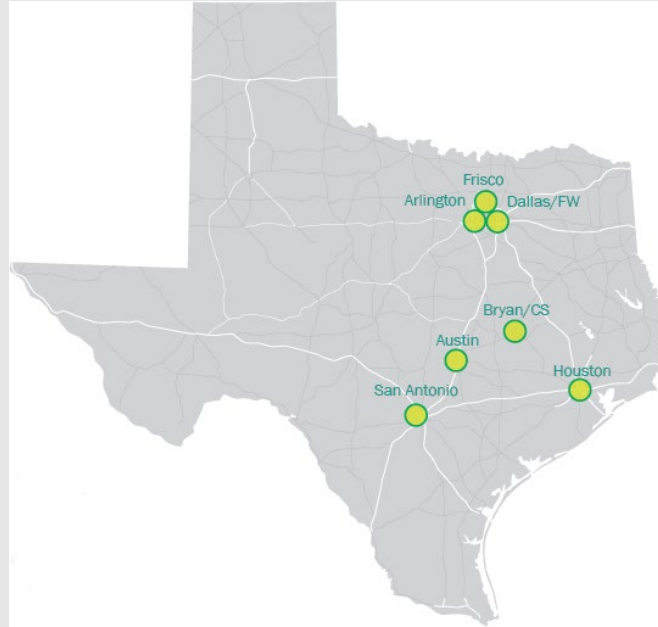 Frisco
Arlington
Dallas/FW
Bryan/CS
Austin
Houston
San Antonio